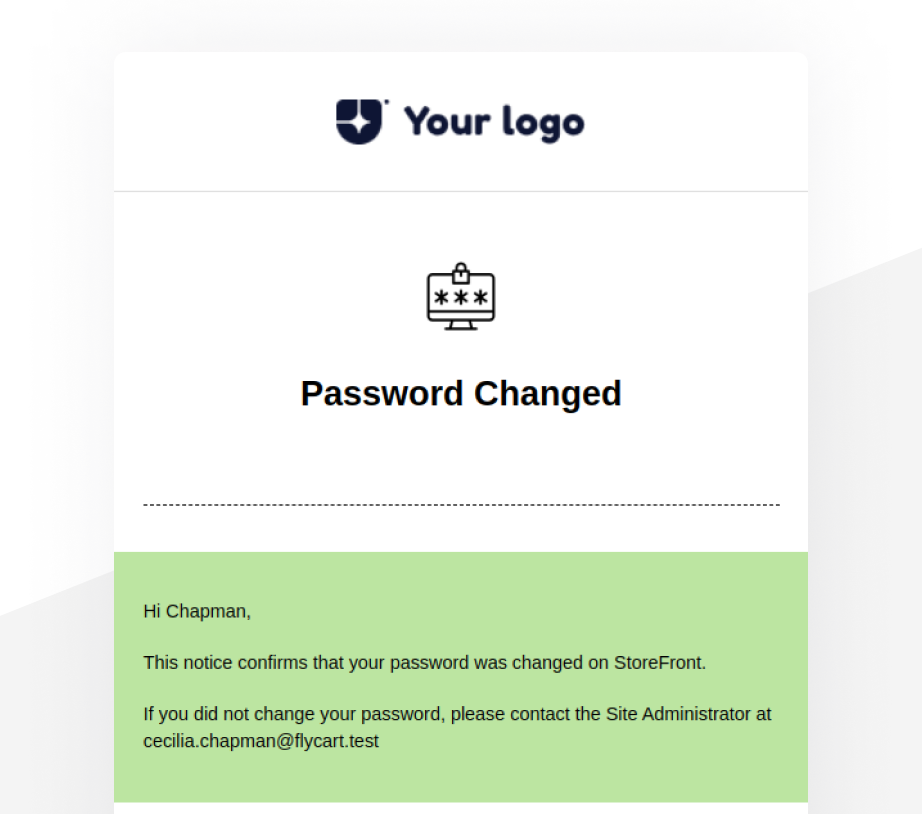 Your logo
***
Password Changed
Hi Chapman,
This notice confirms that your password was changed on StoreFront.
If you did not change your password, please contact the Site Administrator at
cecilia.chapman@flycart.test